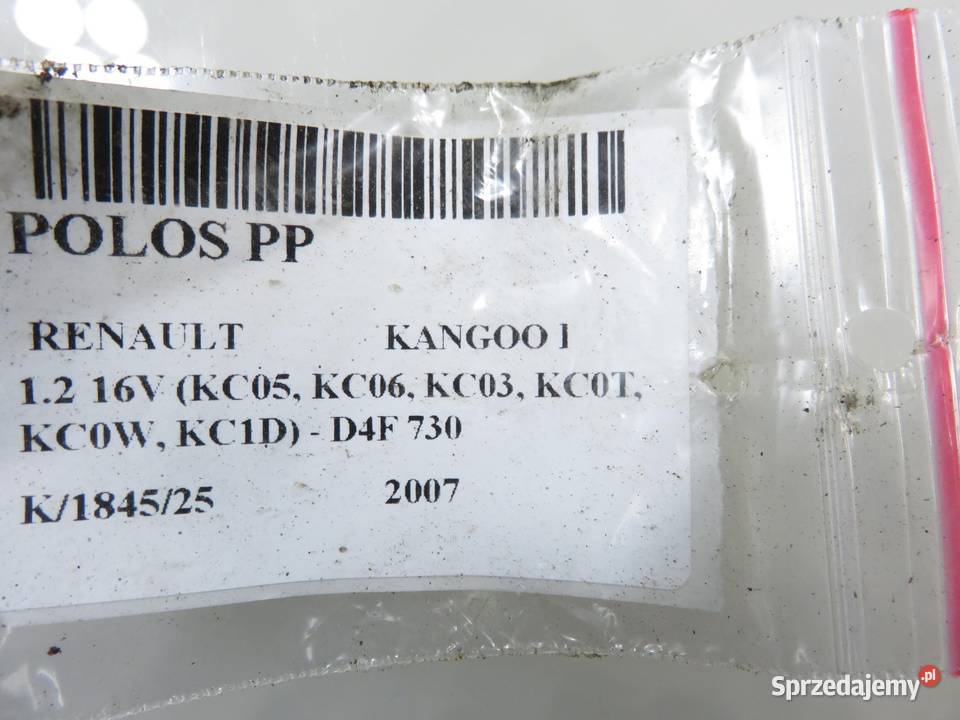 POLOS PP
RENAULT KANGOO I
1.2 16V (KC05, KC06, KC03, KC0T,
KC0W, KC1D) - D4F 730
K/1845/25 2007
Sprzedajemy.pl